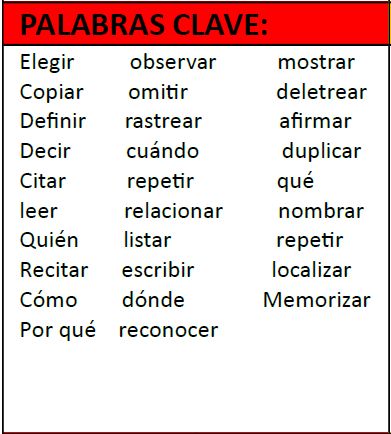 PALABRAS CLAVE:
Elegir observar mostrar
Copiar omitir deletrear
Definir rastrear afirmar
Decir cuándo duplicar
Citar repetir qué
leer relacionar nombrar
Quién listar repetir
Recitar escribir localizar
Cómo dónde Memorizar
Por qué reconocer